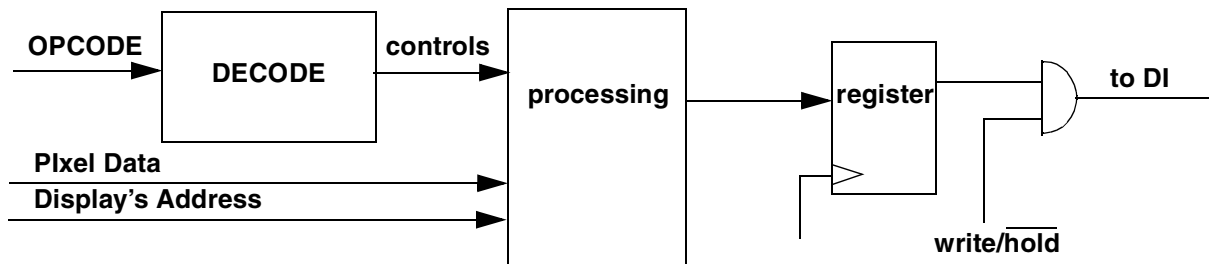 OPCODE
DECODE
controls
processing
register
to DI
PIxel Data
Display's Address
write/hold